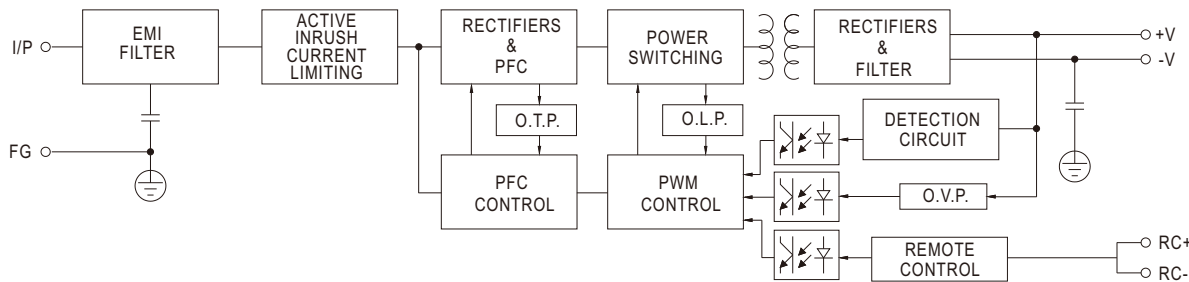 I/P
EMI
FILTER
ACTIVE
INRUSH
CURRENT
LIMITING
RECTIFIERS
&
PFC
POWER
SWITCHING
RECTIFIERS
&
FILTER
+V
-V
O.T.P.
O.L.P.
DETECTION
CIRCUIT
FG
PFC
CONTROL
PWM
CONTROL
O.V.P.
REMOTE
CONTROL
RC+
RC-